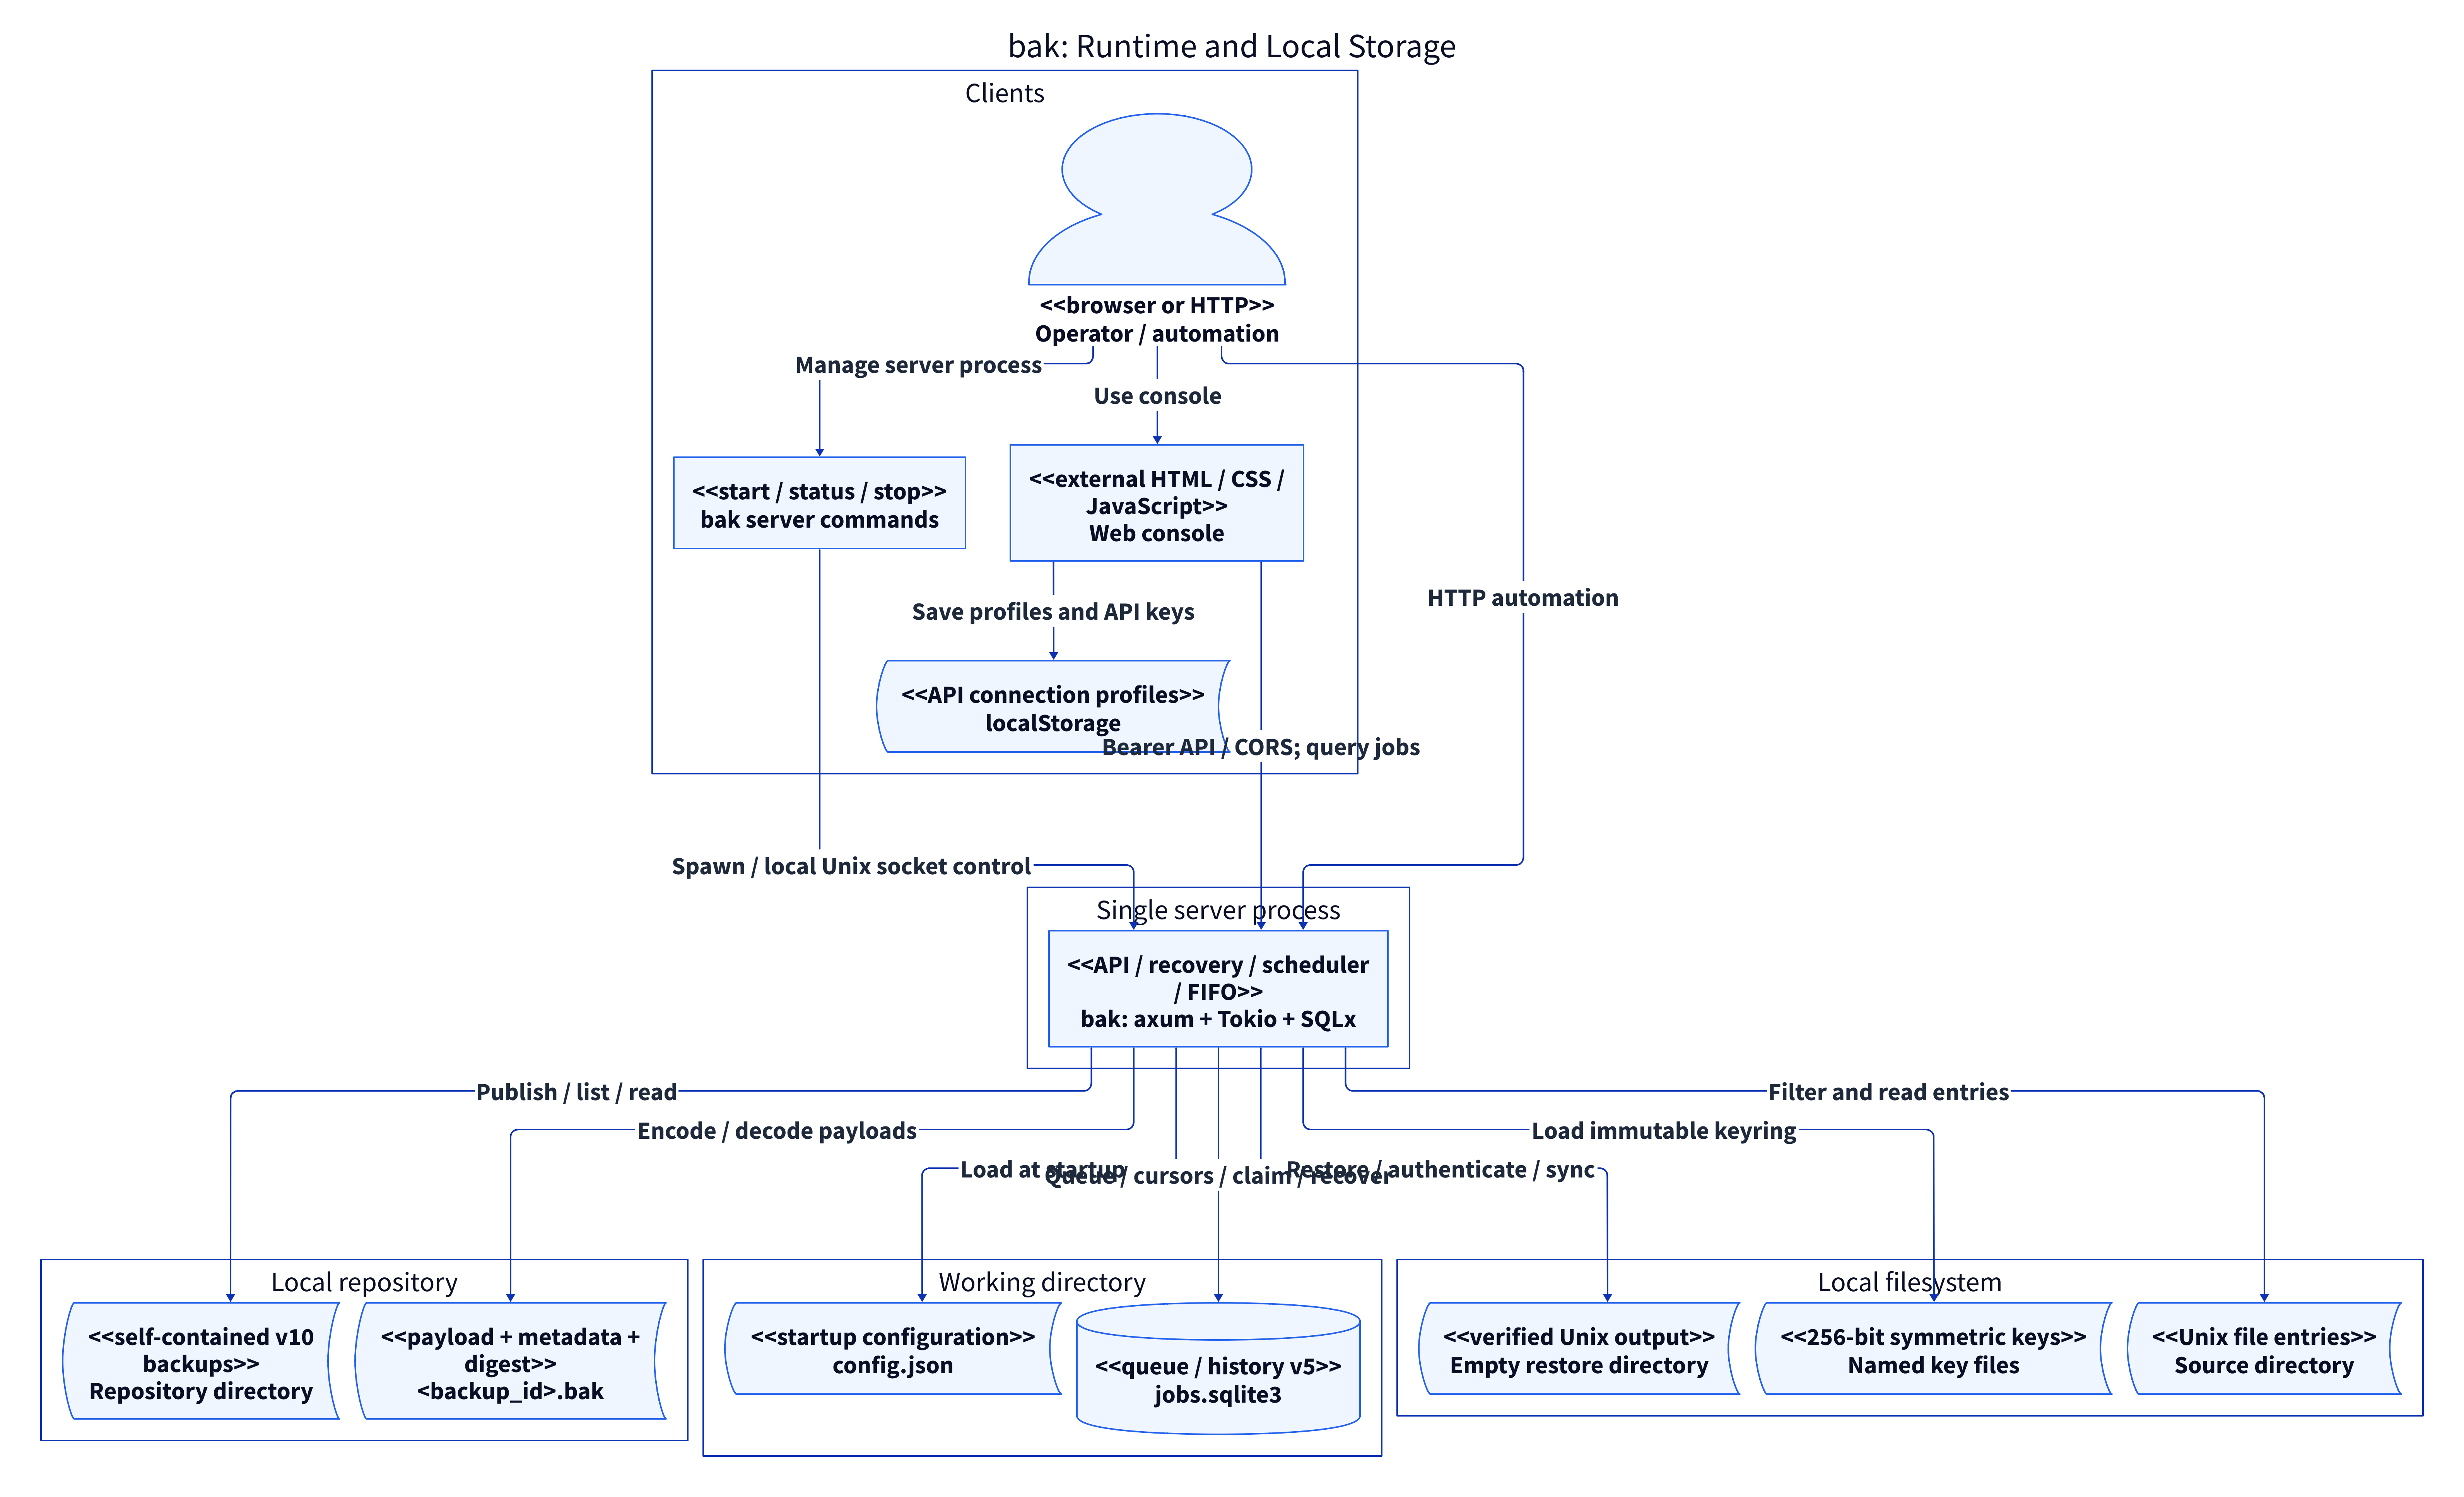 bak: Runtime and Local Storage
Clients
<<browser or HTTP>>
Operator / automation
Manage server process
Use console
<<start / status / stop>>
bak server commands
<<external HTML / CSS /
JavaScript>>
Web console
HTTP automation
Save profiles and API keys
<<API connection profiles>>
localStorage
Bearer API / CORS; query jobs
Spawn / local Unix socket control
Single server process
<<API / recovery / scheduler
/ FIFO>>
bak: axum + Tokio + SQLx
Publish / list / read
Filter and read entries
Encode / decode payloads
Load immutable keyring
Load at startup
Queue / cursors / claim / recover
Restore / authenticate / sync
Local repository
Working directory
Local filesystem
<<self-contained v10
backups>>
Repository directory
<<payload + metadata +
digest>>
<backup_id>.bak
<<startup configuration>>
config.json
<<queue / history v5>>
jobs.sqlite3
<<verified Unix output>>
Empty restore directory
<<256-bit symmetric keys>>
Named key files
<<Unix file entries>>
Source directory